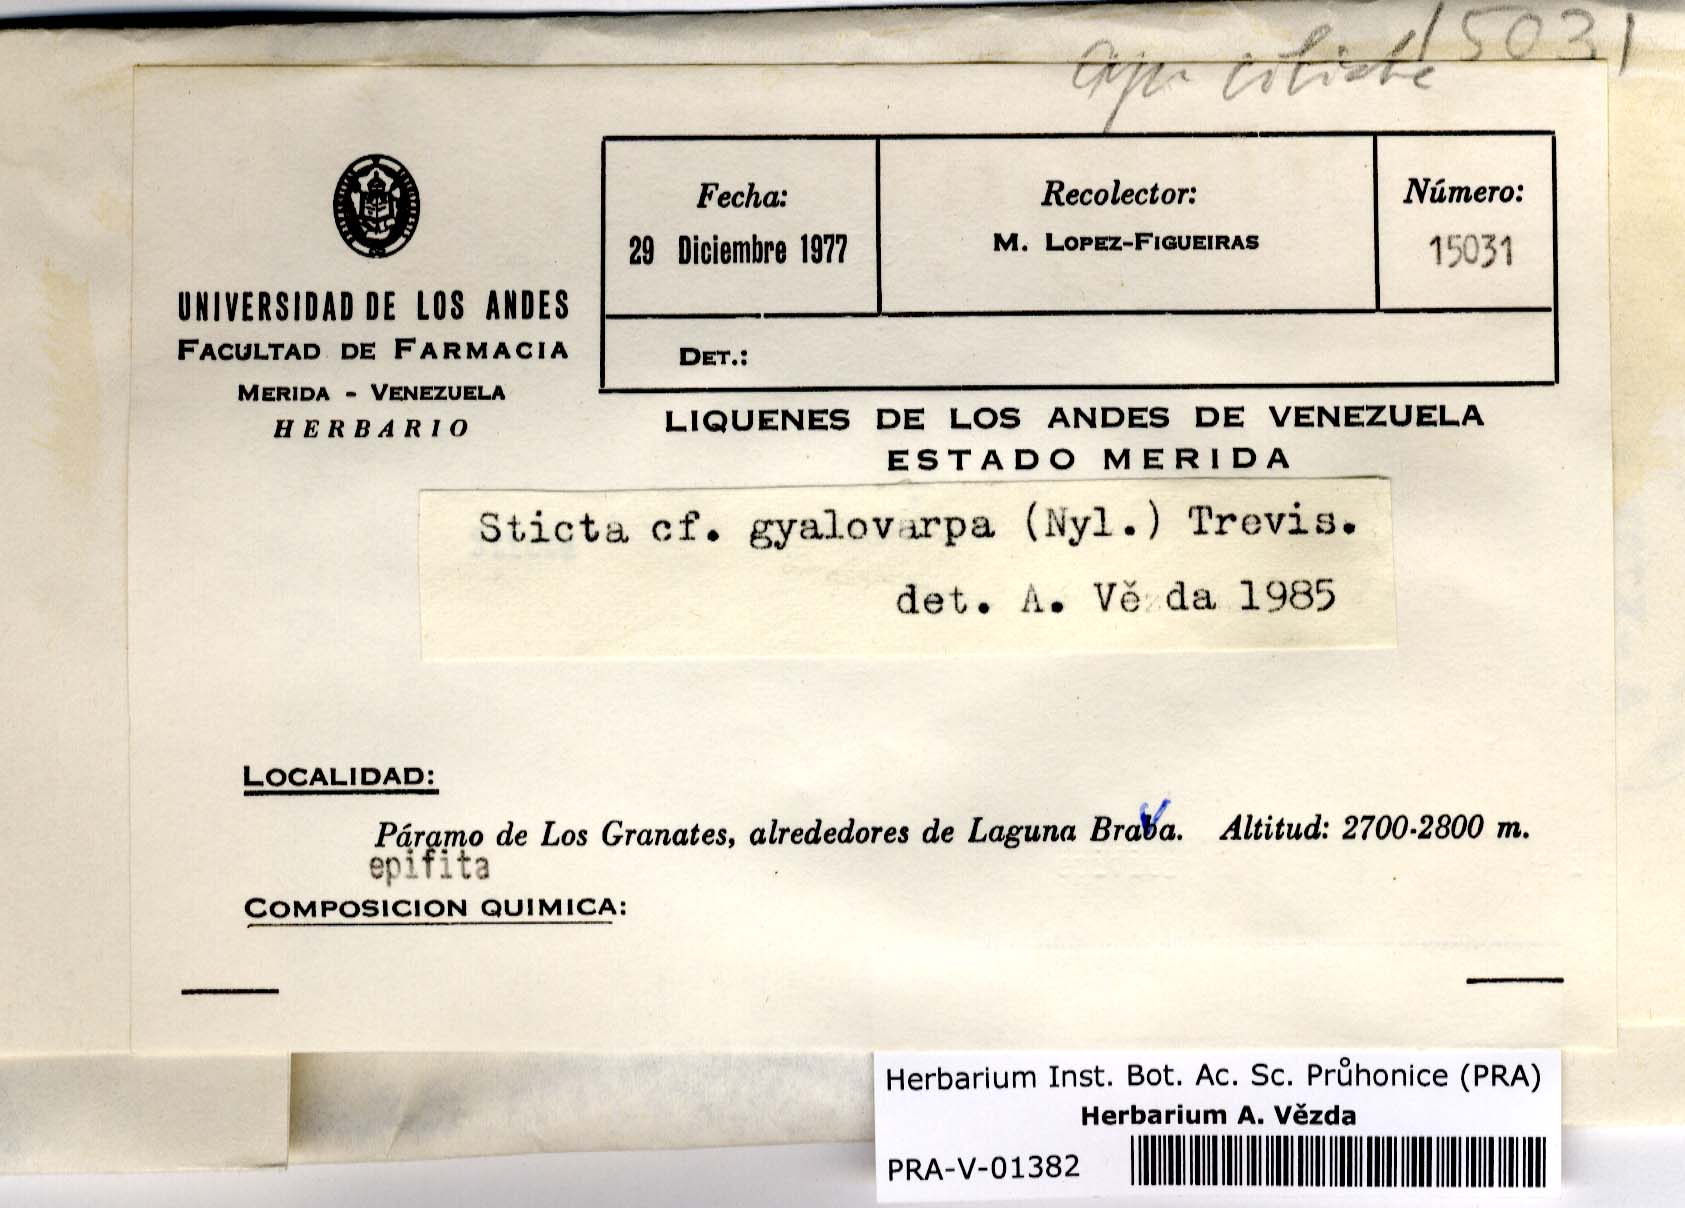 15031
UNIVERSIDAD DE LOS ANDES
FACULTAD DE FARMACIA
MERIDA - VENEZUELA
HERBARIO
Fecha:
29 Diciembre 1977
Recolector:
M. LOPEZ-FIGUEIRAS
Número:
15031
DET.:
LIQUENES DE LOS ANDES DE VENEZUELA
ESTADO MERIDA
Sticta cf. gyalovarpa (Nyl.) Trevis.
det. A. Vě da 1985
LOCALIDAD:
Páramo de Los Granates, alrededores de Laguna Brava. Altitud: 2700-2800 m.
epifita
COMPOSICION QUIMICA:
Herbarium Inst. Bot. Ac. Sc. Průhonice (PRA)
Herbarium A. Vězda
PRA-V-01382